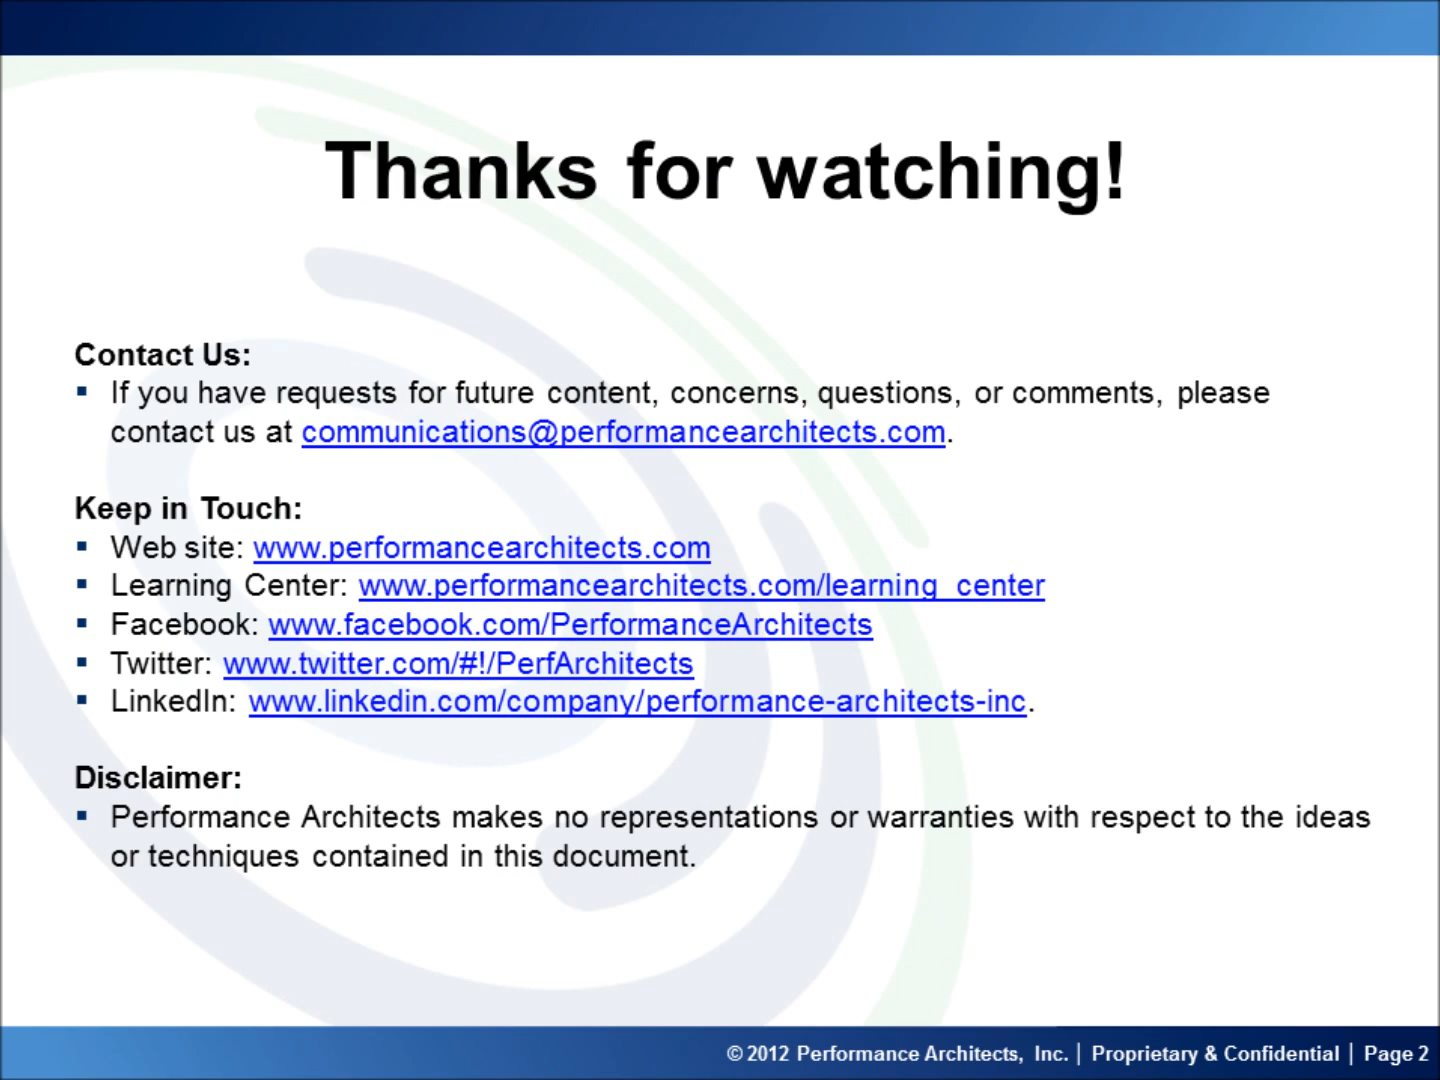 Thanks for watching!
Contact Us:
▪ If you have requests for future content, concerns, questions, or comments, please
contact us at communications@performancearchitects.com.
Keep in Touch:
▪ Web site: www.performancearchitects.com
▪ Learning Center: www.performancearchitects.com/learning_center
▪ Facebook: www.facebook.com/PerformanceArchitects
▪ Twitter: www.twitter.com/#!/PerfArchitects
▪ LinkedIn: www.linkedin.com/company/performance-architects-inc.
Disclaimer:
▪ Performance Architects makes no representations or warranties with respect to the ideas
or techniques contained in this document.
© 2012 Performance Architects, Inc. | Proprietary & Confidential | Page 2